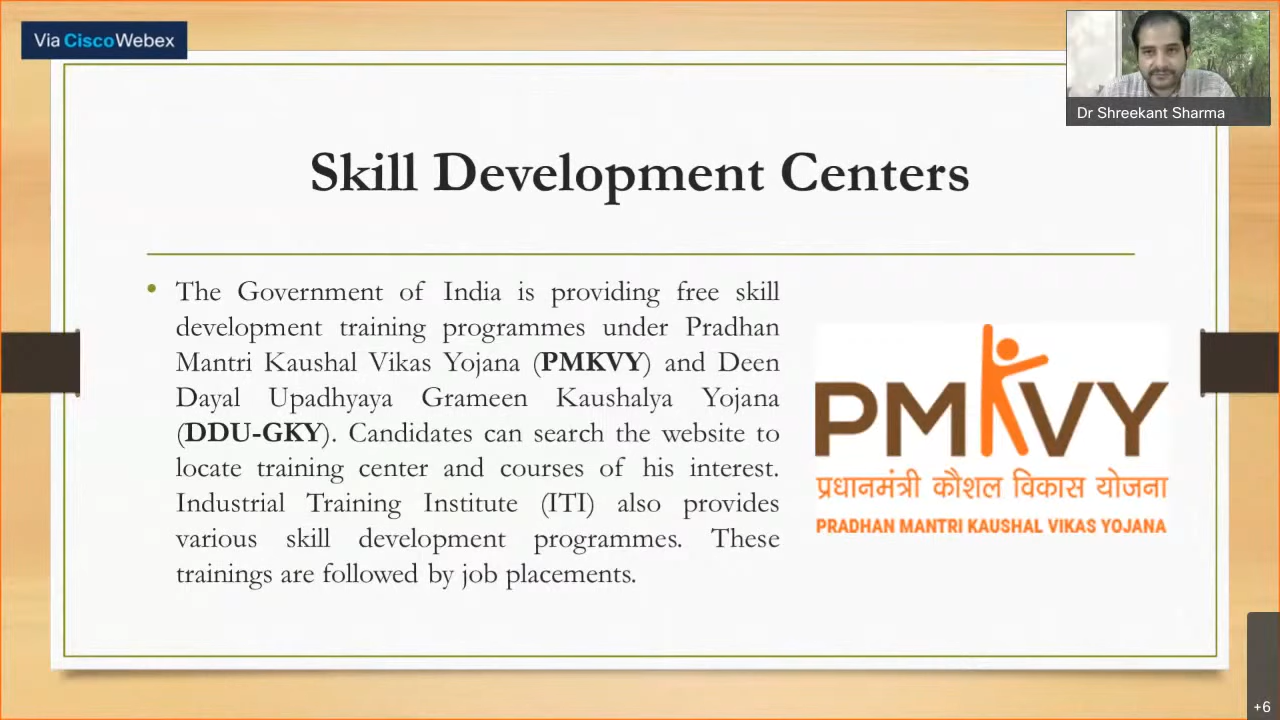 Via Cisco Webex
Dr Shreekant Sharma
Skill Development Centers
• The Government of India is providing free skill
development training programmes under Pradhan
Mantri Kaushal Vikas Yojana (PMKVY) and Deen
Dayal Upadhyaya Grameen Kaushalya Yojana
(DDU-GKY). Candidates can search the website to
locate training center and courses of his interest.
Industrial Training Institute (ITI) also provides
various skill development programmes. These
trainings are followed by job placements.
PMKVY
प्रधानमंत्री कौशल विकास योजना
PRADHAN MANTRI KAUSHAL VIKAS YOJANA
+6